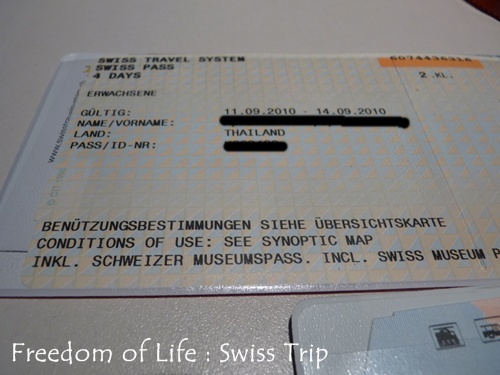 SWISS TRAVEL SYSTEM
SWISS PASS
4 DAYS
2. KL.
ERWACHSENE
GÜLTIG: 11.09.2010 - 14.09.2010
NAME/VORNAME:
LAND: THAILAND
PASS/ID-NR:
BENÜTZUNGSBESTIMMUNGEN SIEHE ÜBERSICHTSKARTE
CONDITIONS OF USE: SEE SYNOPTIC MAP
INKL. SCHWEIZER MUSEUMSPASS. INCL. SWISS MUSEUM P
Freedom of Life : Swiss Trip